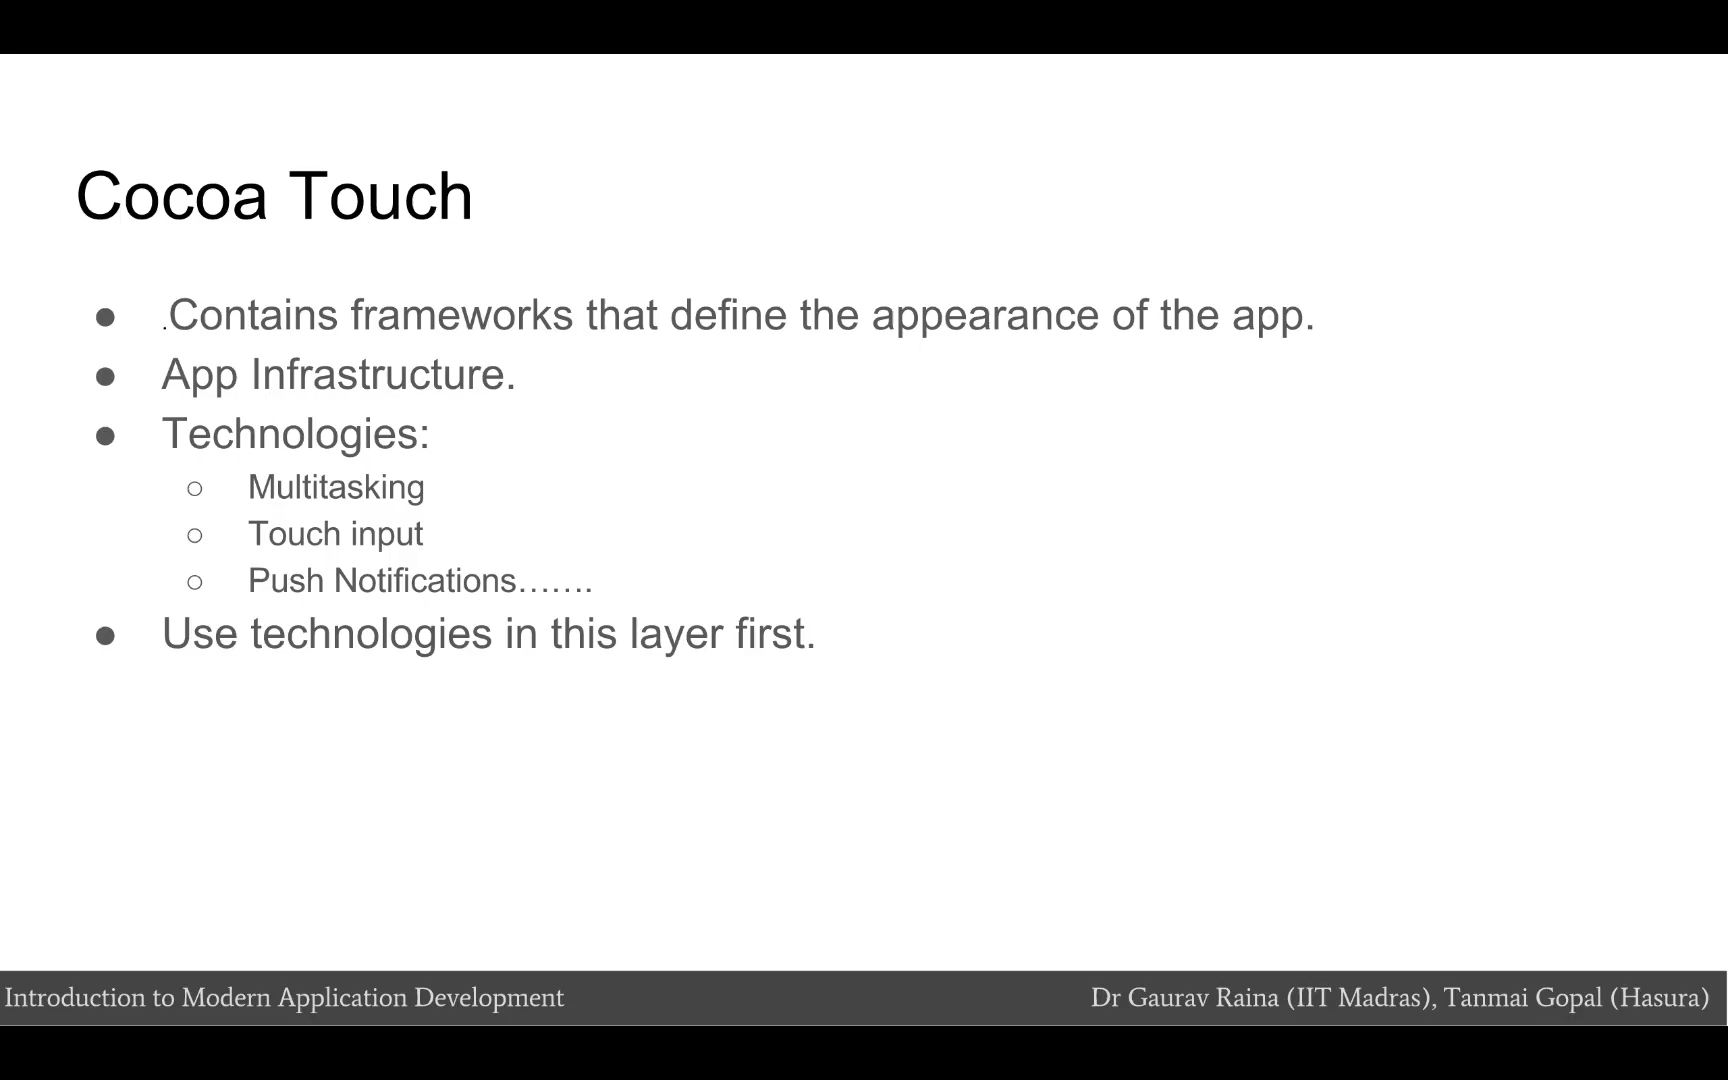 Cocoa Touch
● .Contains frameworks that define the appearance of the app.
● App Infrastructure.
● Technologies:
○ Multitasking
○ Touch input
○ Push Notifications…….
● Use technologies in this layer first.
Introduction to Modern Application Development
Dr Gaurav Raina (IIT Madras), Tanmai Gopal (Hasura)